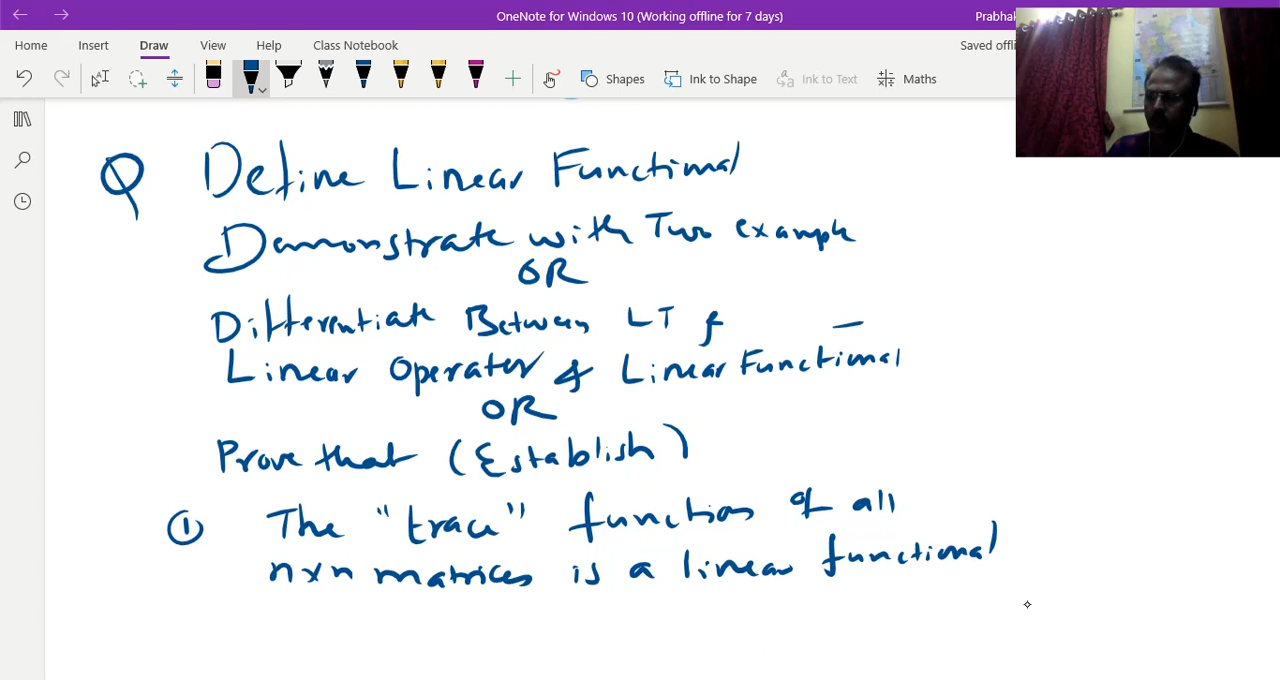 OneNote for Windows 10 (Working offline for 7 days)
Prabhak
Home Insert Draw View Help Class Notebook
Saved offli
Shapes Ink to Shape Ink to Text Maths
Q Define Linear Functional
Demonstrate with Two example
OR
Differentiate Between LT &
Linear Operator & Linear Functional
OR
Prove that (Establish)
① The "trace" function of all
nxn matrices is a linear functional